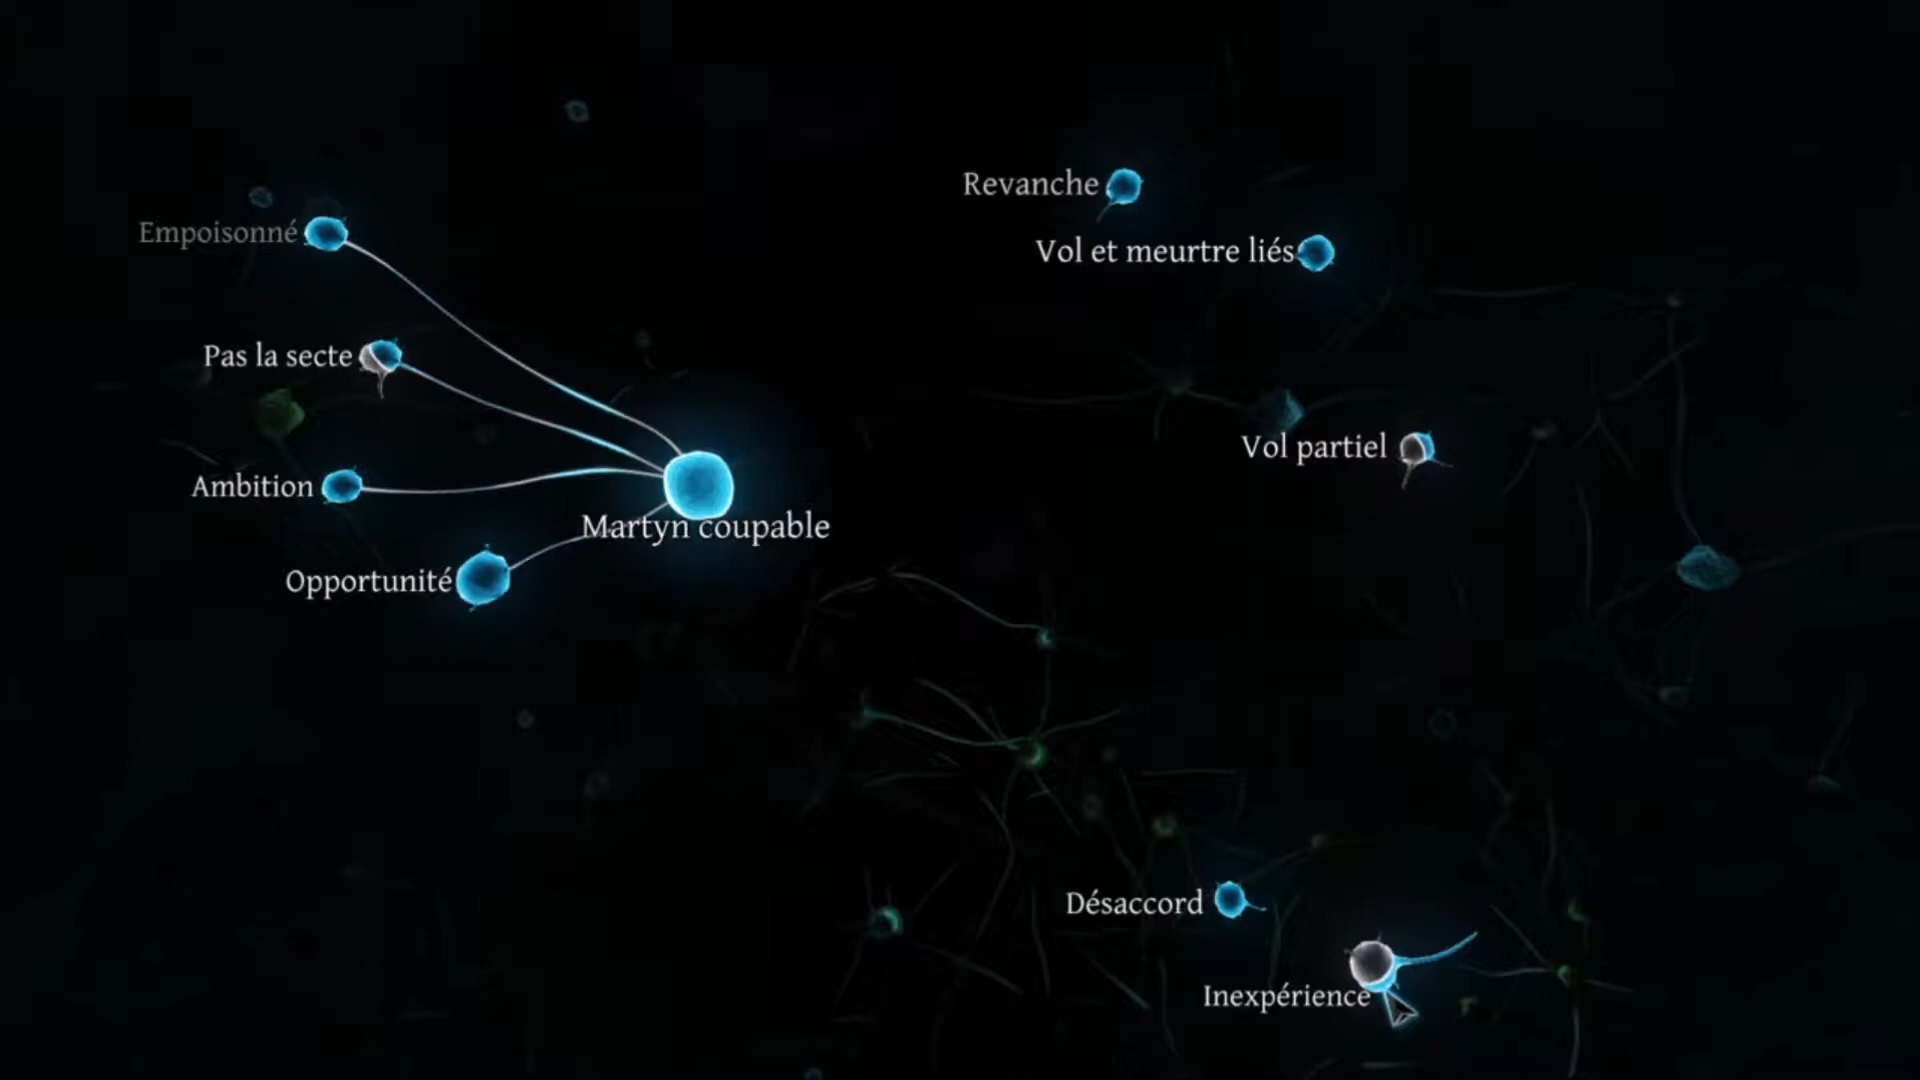 Revanche
Empoisonné
Vol et meurtre liés
Pas la secte
Vol partiel
Ambition
Martyn coupable
Opportunité
Désaccord
Inexpérience